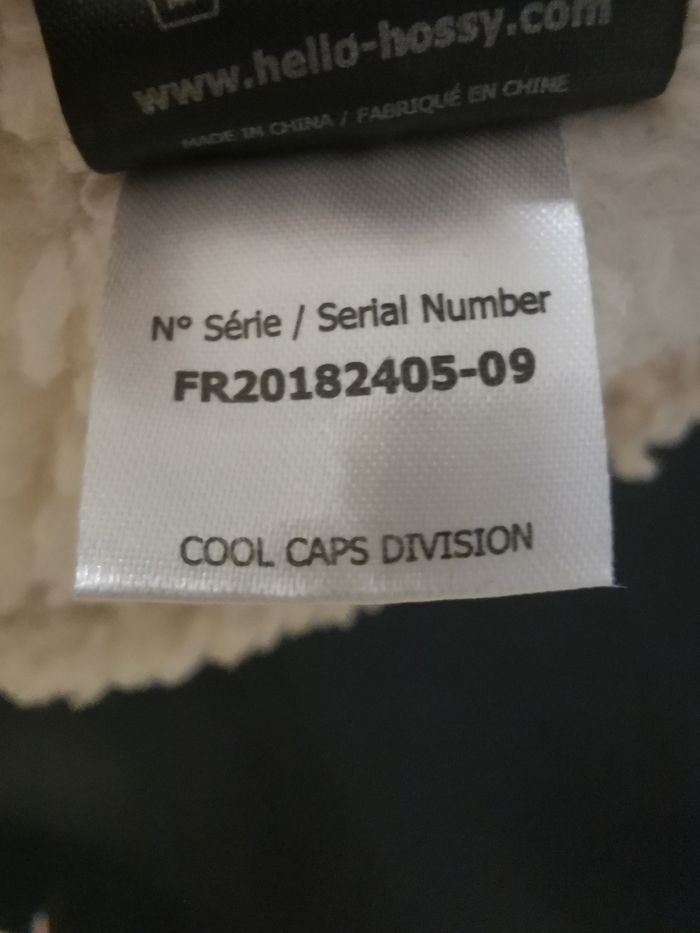 www.hello-hossy.com
MADE IN CHINA / FABRIQUÉ EN CHINE
N° Série / Serial Number
FR20182405-09
COOL CAPS DIVISION